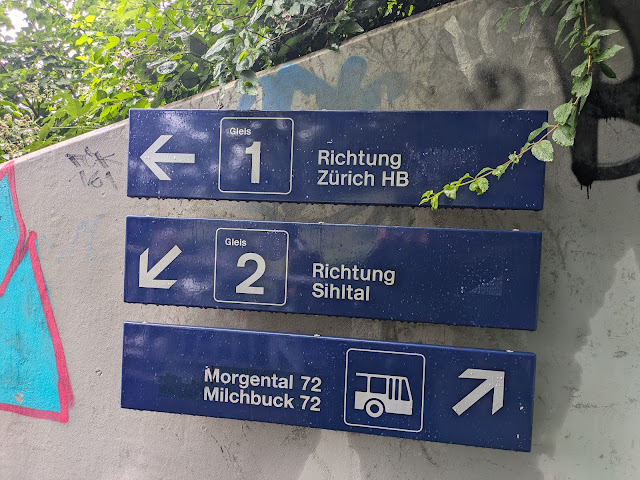 Gleis
1
Richtung
Zürich HB
Gleis
2
Richtung
Sihltal
Morgental 72
Milchbuck 72